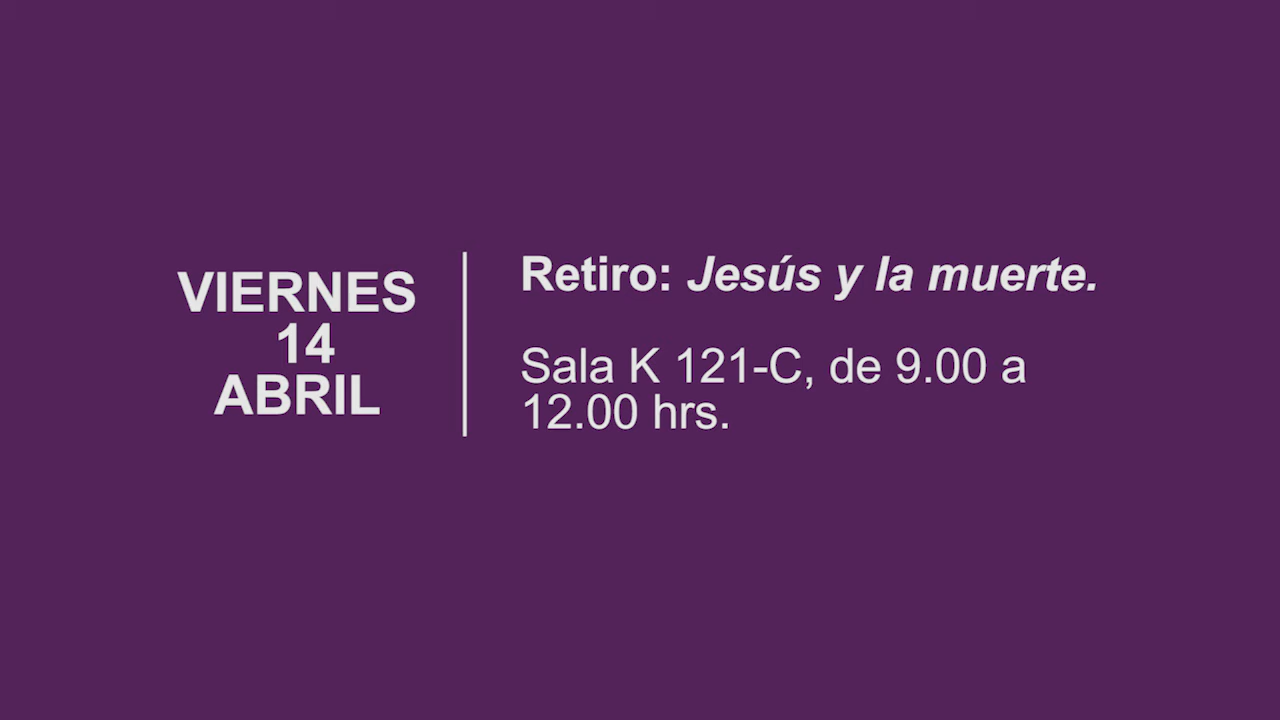 VIERNES
14
ABRIL
Retiro: Jesús y la muerte.
Sala K 121-C, de 9.00 a
12.00 hrs.